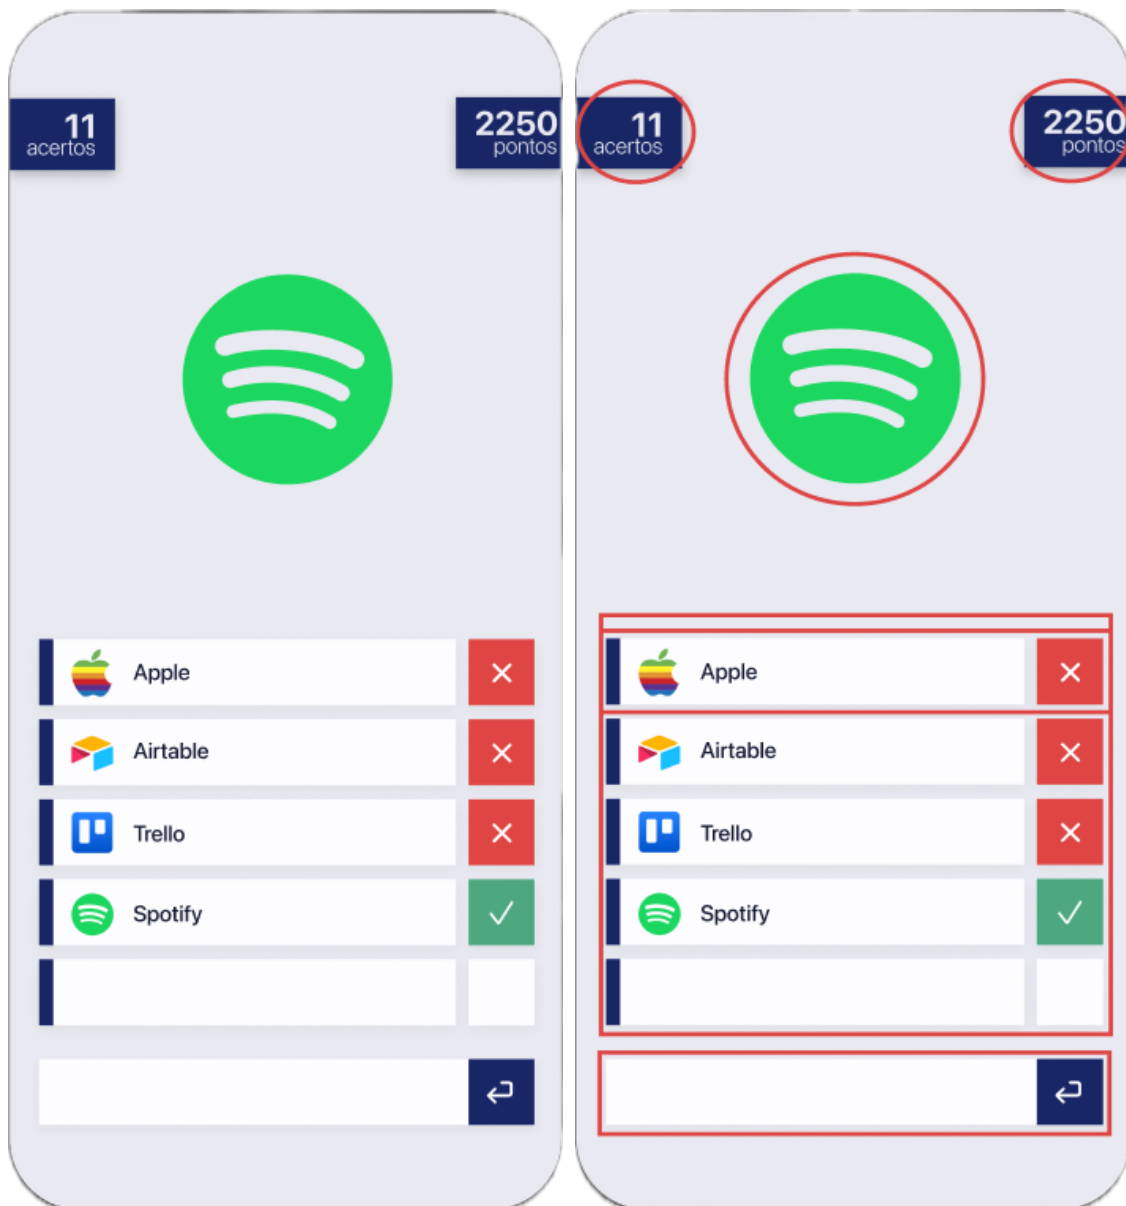 11
acertos
2250
pontos
Apple
Airtable
Trello
Spotify
11
acertos
2250
pontos
Apple
Airtable
Trello
Spotify